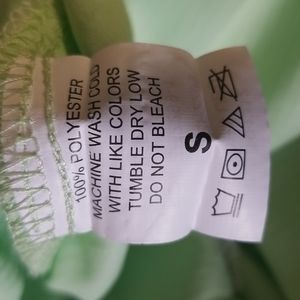 100% POLYESTER
MACHINE WASH COLD
WITH LIKE COLORS
TUMBLE DRY LOW
DO NOT BLEACH
S